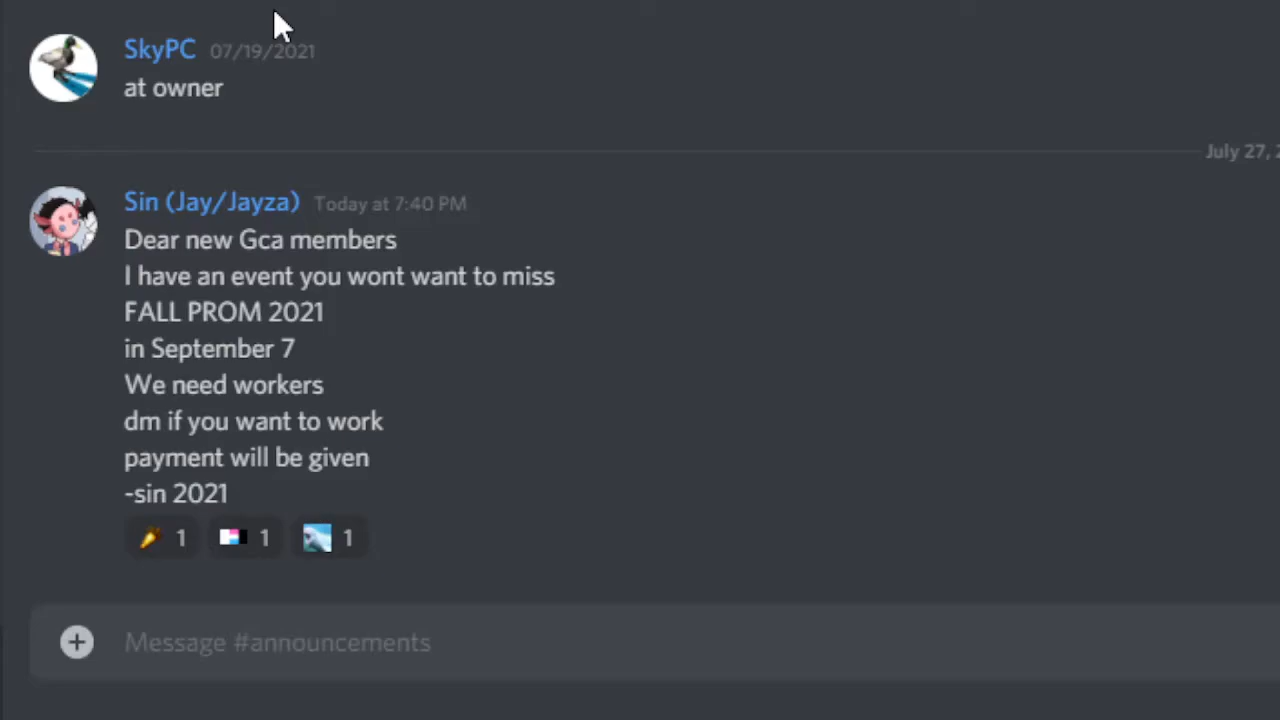 SkyPC 07/19/2021
at owner
July 27,
Sin (Jay/Jayza) Today at 7:40 PM
Dear new Gca members
I have an event you wont want to miss
FALL PROM 2021
in September 7
We need workers
dm if you want to work
payment will be given
-sin 2021
1 1 1
Message #announcements